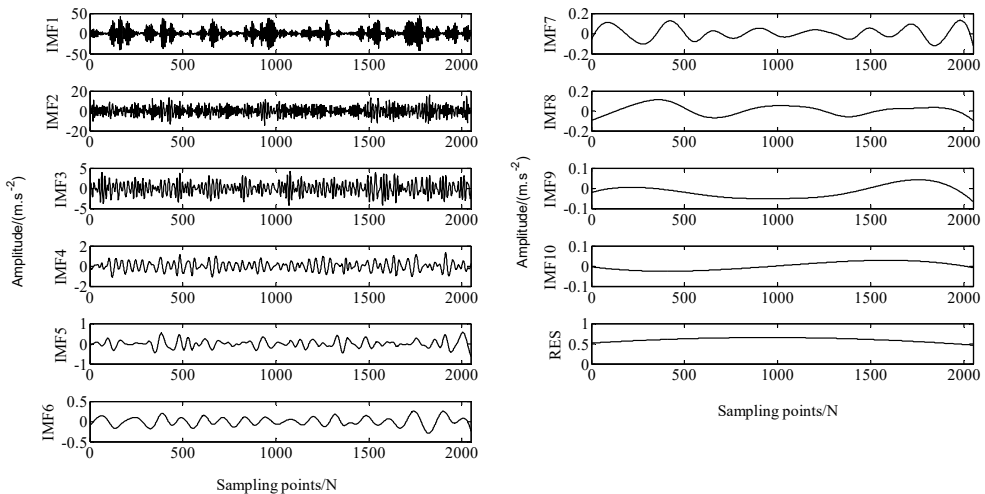 Amplitude/(m.s-2)
IMF1
50
0
-50
0 500 1000 1500 2000
IMF2
20
0
-20
0 500 1000 1500 2000
IMF3
5
0
-5
0 500 1000 1500 2000
IMF4
2
0
-2
0 500 1000 1500 2000
IMF5
1
0
-1
0 500 1000 1500 2000
IMF6
0.5
0
-0.5
0 500 1000 1500 2000
Sampling points/N
Amplitude/(m.s-2)
IMF7
0.2
0
-0.2
0 500 1000 1500 2000
IMF8
0.2
0
-0.2
0 500 1000 1500 2000
IMF9
0.1
0
-0.1
0 500 1000 1500 2000
IMF10
0.1
0
-0.1
0 500 1000 1500 2000
RES
1
0.5
0
0 500 1000 1500 2000
Sampling points/N